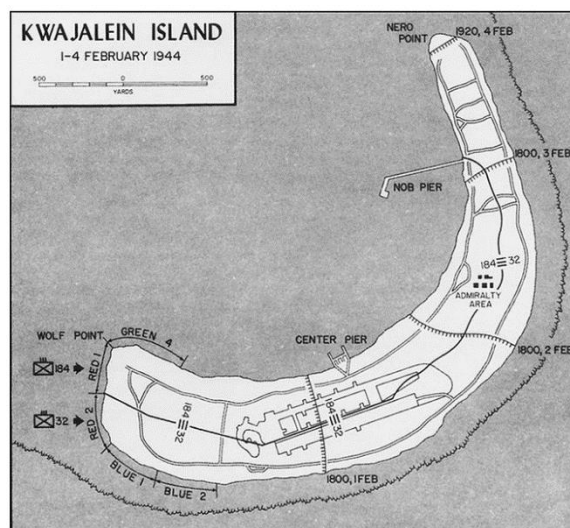 KWAJALEIN ISLAND
1-4 FEBRUARY 1944
500 0 500
YARDS
NERO POINT
1920, 4 FEB
1800, 3 FEB
NOB PIER
184 32
ADMIRALTY AREA
1800, 2 FEB
CENTER PIER
WOLF POINT
GREEN 4
RED 1
184
RED 2
32
184 32
184 32
BLUE 1
BLUE 2
1800, 1 FEB